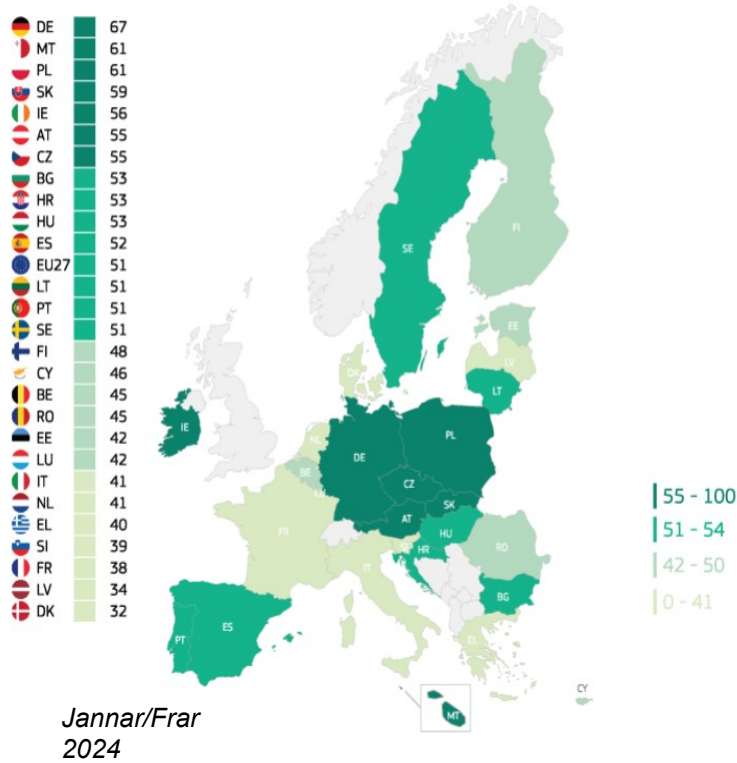 DE 67
MT 61
PL 61
SK 59
IE 56
AT 55
CZ 55
BG 53
HR 53
HU 53
ES 52
EU27 51
LT 51
PT 51
SE 51
FI 48
CY 46
BE 45
RO 45
EE 42
LU 42
IT 41
NL 41
EL 40
SI 39
FR 38
LV 34
DK 32
SE
FI
EE
LV
LT
DK
IE
NL
PL
DE
BE
LU
CZ
SK
AT
HU
FR
SI
HR
RO
IT
BG
ES
PT
EL
CY
MT
55 - 100
51 - 54
42 - 50
0 - 41
Jannar/Frar
2024